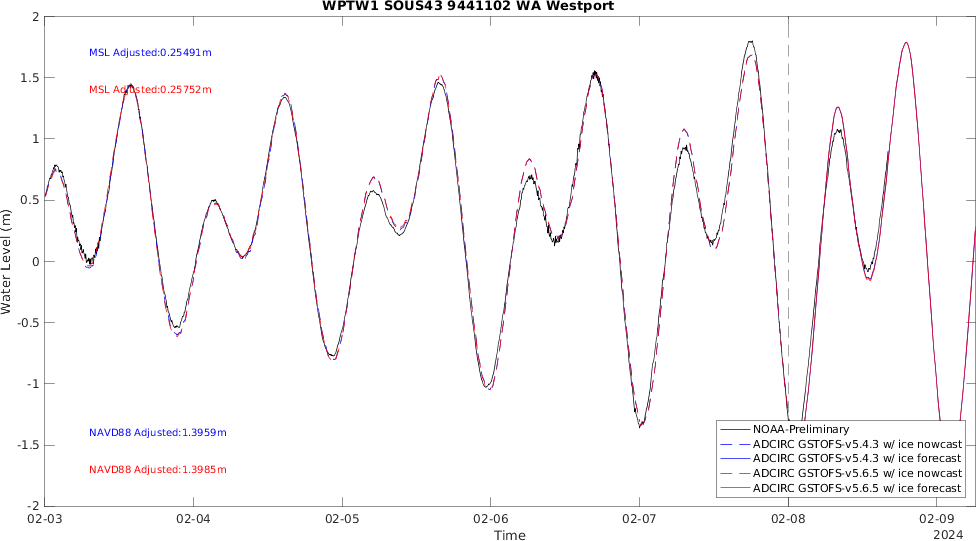 WPTW1 SOUS43 9441102 WA Westport
2
1.5
1
0.5
0
-0.5
-1
-1.5
-2
Water Level (m)
MSL Adjusted:0.25491m
MSL Adjusted:0.25752m
NAVD88 Adjusted:1.3959m
NAVD88 Adjusted:1.3985m
NOAA-Preliminary
ADCIRC GSTOFS-v5.4.3 w/ ice nowcast
ADCIRC GSTOFS-v5.4.3 w/ ice forecast
ADCIRC GSTOFS-v5.6.5 w/ ice nowcast
ADCIRC GSTOFS-v5.6.5 w/ ice forecast
02-03 02-04 02-05 02-06 02-07 02-08 02-09
Time
2024